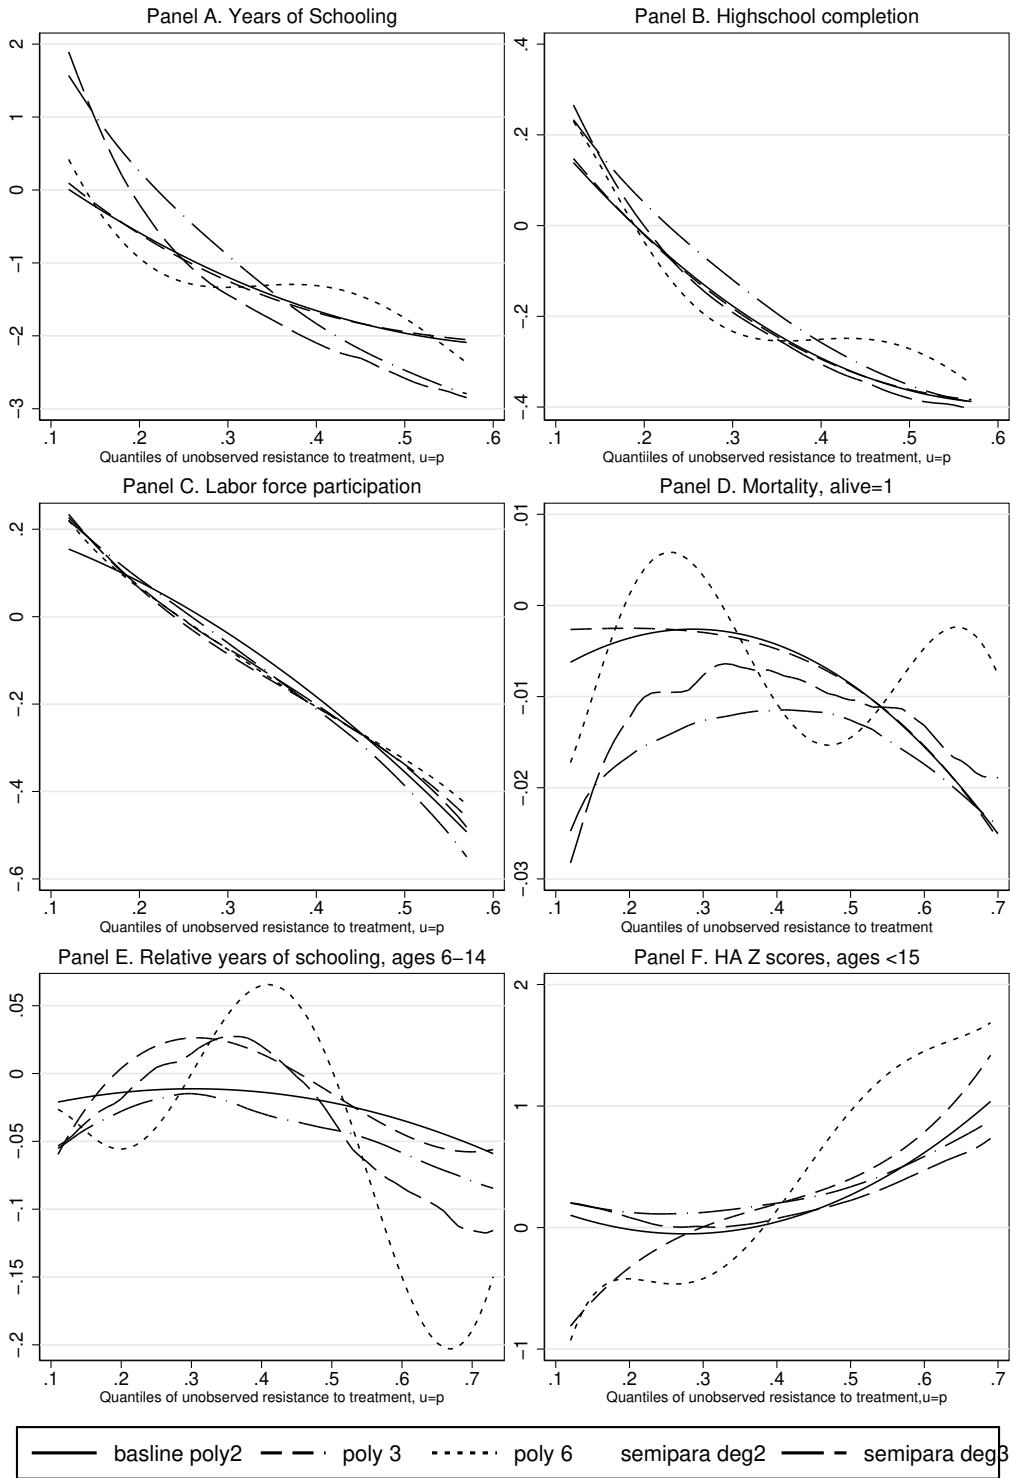 Panel A. Years of Schooling
2
1
0
-1
-2
-3
.1 .2 .3 .4 .5 .6
Quantiles of unobserved resistance to treatment, u=p
Panel B. Highschool completion
.4
.2
0
-.2
-.4
.1 .2 .3 .4 .5 .6
Quantiiles of unobserved resistance to treatment, u=p
Panel C. Labor force participation
.2
0
-.2
-.4
-.6
.1 .2 .3 .4 .5 .6
Quantiles of unobserved resistance to treatment, u=p
Panel D. Mortality, alive=1
.01
0
-.01
-.02
-.03
.1 .2 .3 .4 .5 .6 .7
Quantiles of unobserved resistance to treatment
Panel E. Relative years of schooling, ages 6−14
.05
0
-.05
-.1
-.15
-.2
.1 .2 .3 .4 .5 .6 .7
Quantiles of unobserved resistance to treatment, u=p
Panel F. HA Z scores, ages <15
2
1
0
-1
.1 .2 .3 .4 .5 .6 .7
Quantiles of unobserved resistance to treatment,u=p
basline poly2 poly 3 poly 6 semipara deg2 semipara deg3